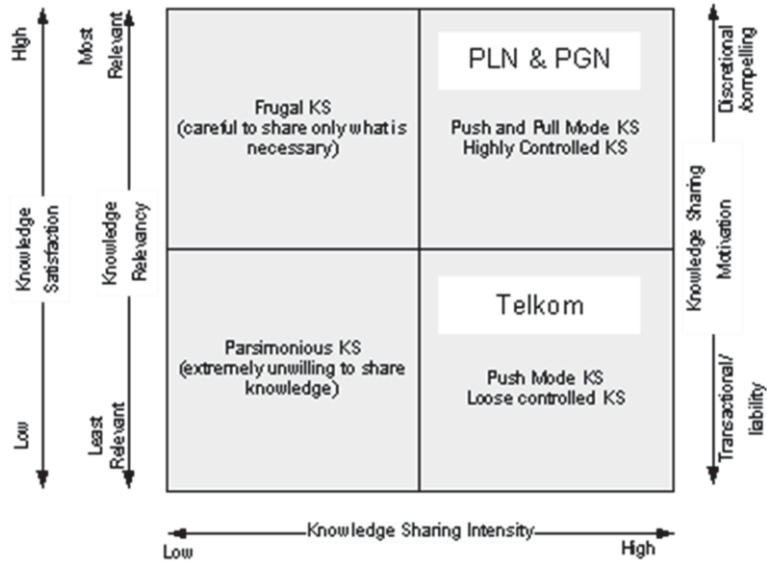 High
Knowledge
Satisfaction
Low
Most
Relevant
Knowledge
Relevancy
Least
Relevant
Frugal KS
(careful to share only what is
necessary)
PLN & PGN
Push and Pull Mode KS
Highly Controlled KS
Parsimonious KS
(extremely unwilling to share
knowledge)
Telkom
Push Mode KS
Loose controlled KS
Discretional
/compelling
Knowledge Sharing
Motivation
Transactional/
liability
Knowledge Sharing Intensity
Low
High